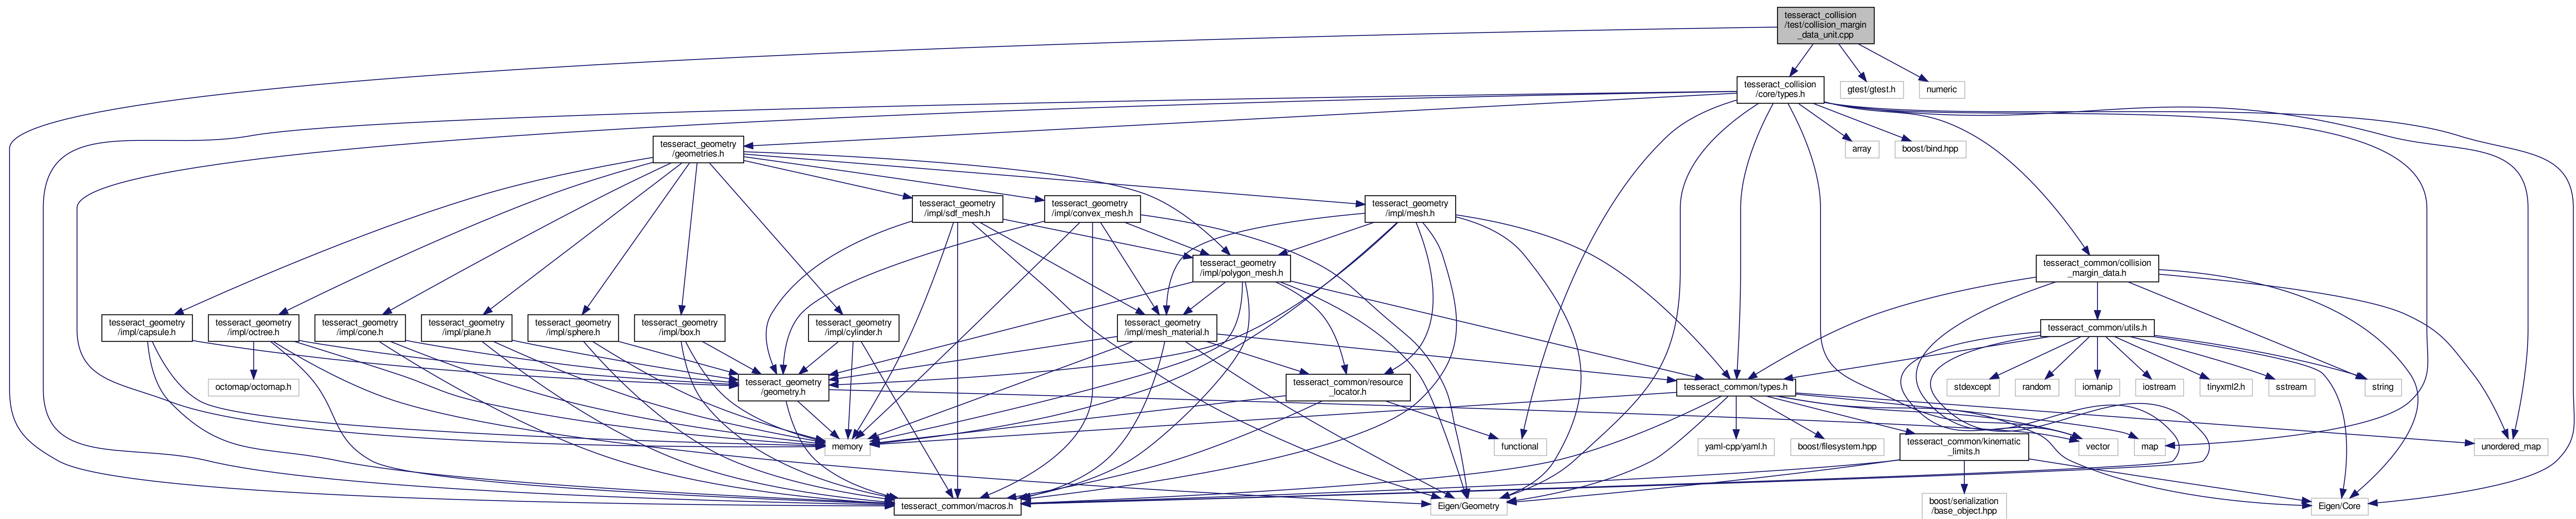 tesseract_collision
/test/collision_margin
_data_unit.cpp
tesseract_collision
/core/types.h
gtest/gtest.h
numeric
tesseract_geometry
/geometries.h
array
boost/bind.hpp
tesseract_geometry
/impl/sdf_mesh.h
tesseract_geometry
/impl/convex_mesh.h
tesseract_geometry
/impl/mesh.h
tesseract_geometry
/impl/polygon_mesh.h
tesseract_common/collision
_margin_data.h
tesseract_geometry
/impl/capsule.h
tesseract_geometry
/impl/octree.h
tesseract_geometry
/impl/cone.h
tesseract_geometry
/impl/plane.h
tesseract_geometry
/impl/sphere.h
tesseract_geometry
/impl/box.h
tesseract_geometry
/impl/cylinder.h
tesseract_geometry
/impl/mesh_material.h
tesseract_common/utils.h
octomap/octomap.h
tesseract_geometry
/geometry.h
tesseract_common/resource
_locator.h
tesseract_common/types.h
stdexcept
random
iomanip
iostream
tinyxml2.h
sstream
string
memory
functional
yaml-cpp/yaml.h
boost/filesystem.hpp
tesseract_common/kinematic
_limits.h
vector
map
unordered_map
tesseract_common/macros.h
Eigen/Geometry
boost/serialization
/base_object.hpp
Eigen/Core